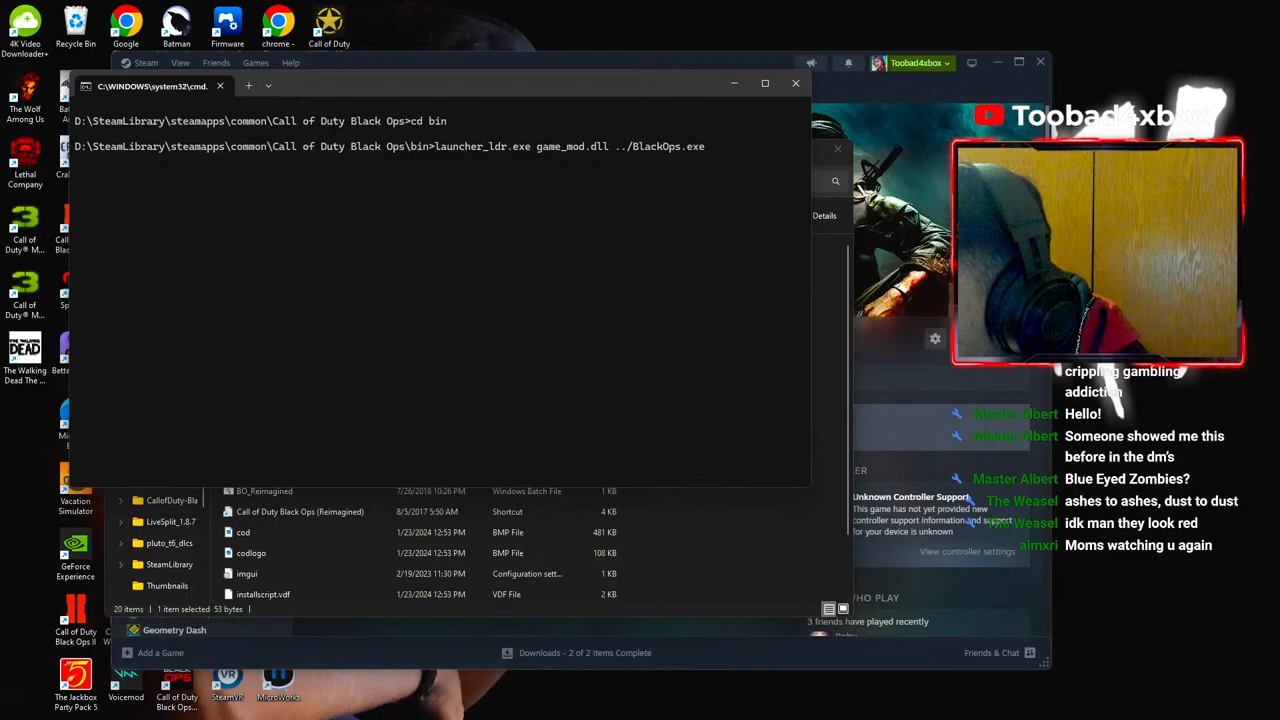 4K Video
Downloader+
Recycle Bin
Google
Batman
Firmware
chrome -
Call of Duty
Steam View Friends Games Help
Toobad4xbox
C:\WINDOWS\system32\cmd.
D:\SteamLibrary\steamapps\common\Call of Duty Black Ops>cd bin
D:\SteamLibrary\steamapps\common\Call of Duty Black Ops\bin>launcher_ldr.exe game_mod.dll ../BlackOps.exe
Toobad4xbox
The Wolf
Among Us
Lethal
Company
Call of
Duty® M...
Call of
Duty® M...
The Walking
Dead The ...
Details
crippling gambling
addiction
Master Albert Hello!
Master Albert Someone showed me this
before in the dm's
Master Albert Blue Eyed Zombies?
The Weasel ashes to ashes, dust to dust
The Weasel idk man they look red
almxri Moms watching u again
Vacation
Simulator
GeForce
Experience
Call of Duty
Black Ops II
The Jackbox
Party Pack 5
Voicemod
Call of Duty
Black Ops...
SteamVR
MicroWorks
CallofDuty-Bla
LiveSplit_1.8.7
pluto_t6_dlcs
SteamLibrary
Thumbnails
BO_Reimagined 7/26/2018 10:26 PM Windows Batch File 1 KB
Call of Duty Black Ops (Reimagined) 8/5/2017 5:50 AM Shortcut 4 KB
cod 1/23/2024 12:53 PM BMP File 481 KB
codlogo 1/23/2024 12:53 PM BMP File 108 KB
imgui 2/19/2023 11:30 PM Configuration sett... 1 KB
installscript.vdf 1/23/2024 12:53 PM VDF File 2 KB
20 items 1 item selected 53 bytes
Unknown Controller Support
This game has not yet provided new
controller support information and support
for your device is unknown
View controller settings
HO PLAY
3 friends have played recently
Geometry Dash
Add a Game
Downloads - 2 of 2 Items Complete
Friends & Chat